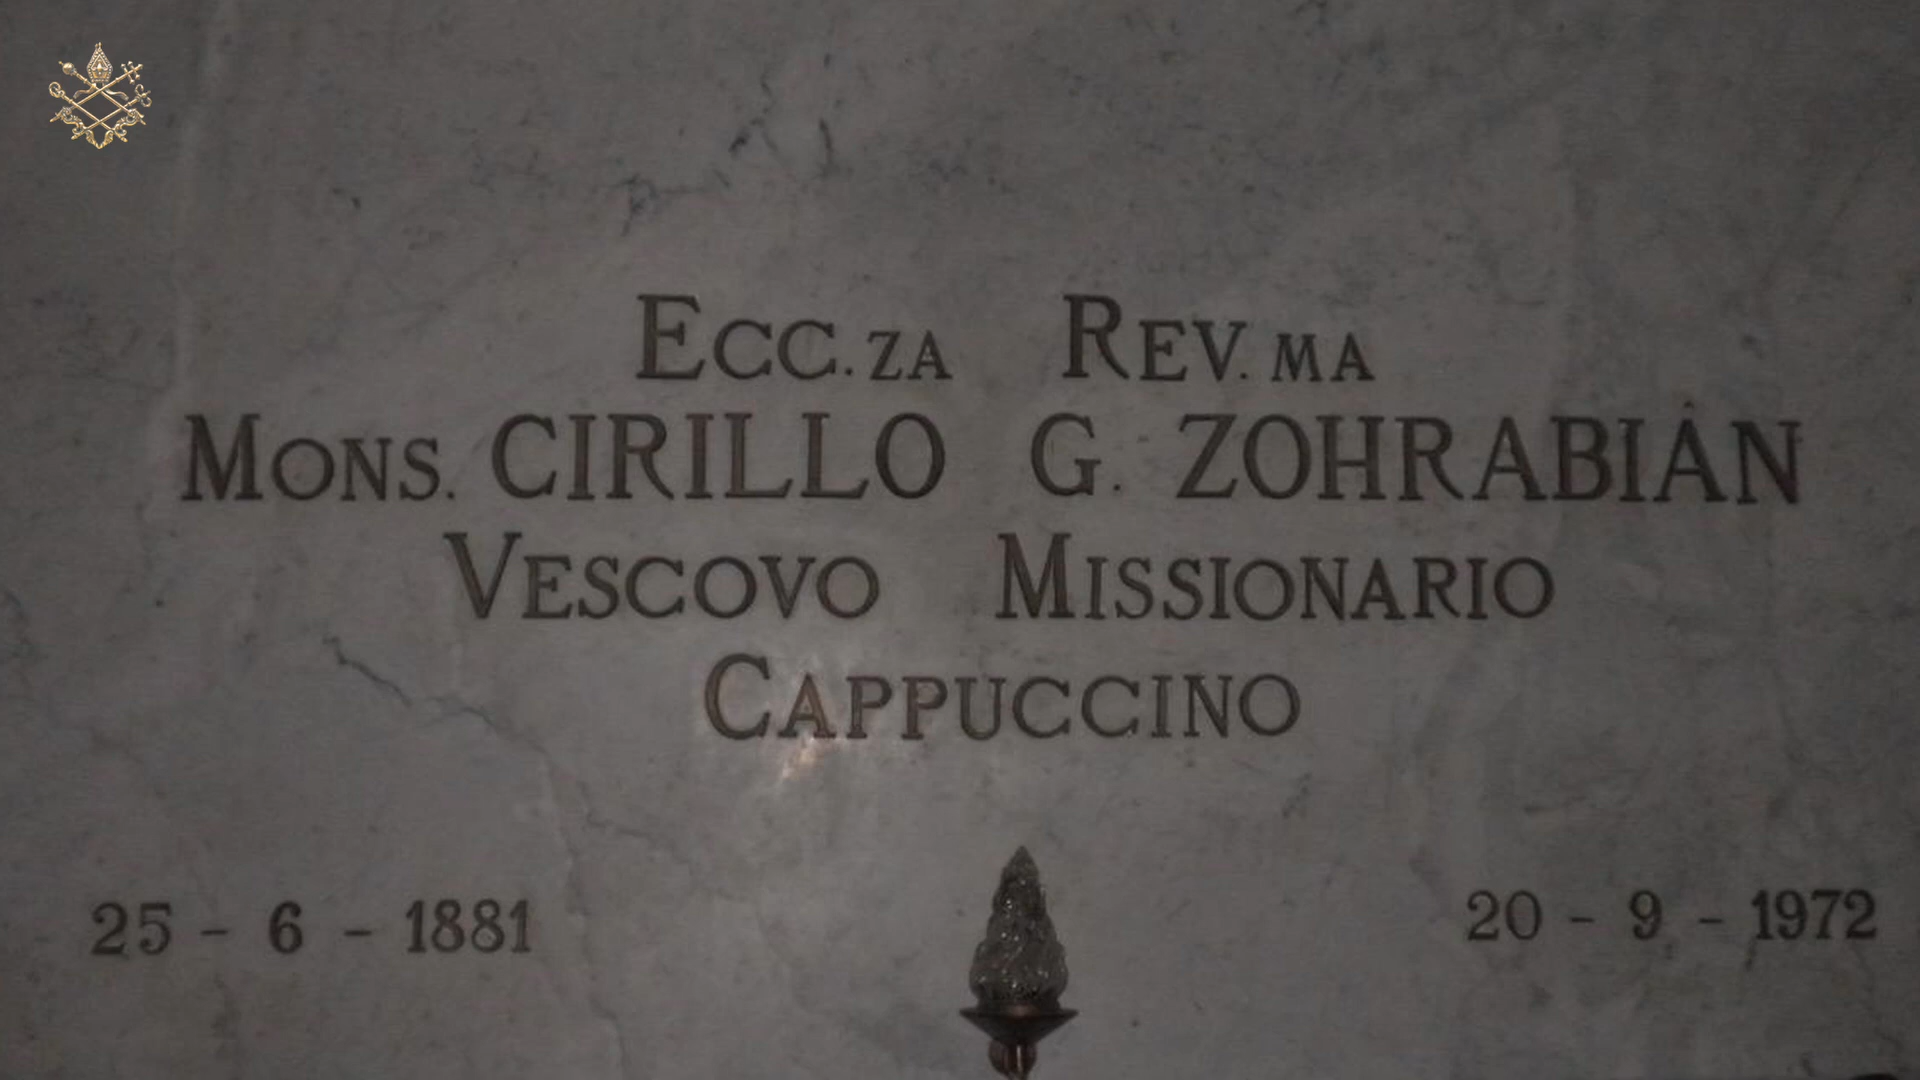 Ecc.za Rev.ma
Mons. CIRILLO G. ZOHRABIAN
Vescovo Missionario
Cappuccino
25 - 6 - 1881
20 - 9 - 1972